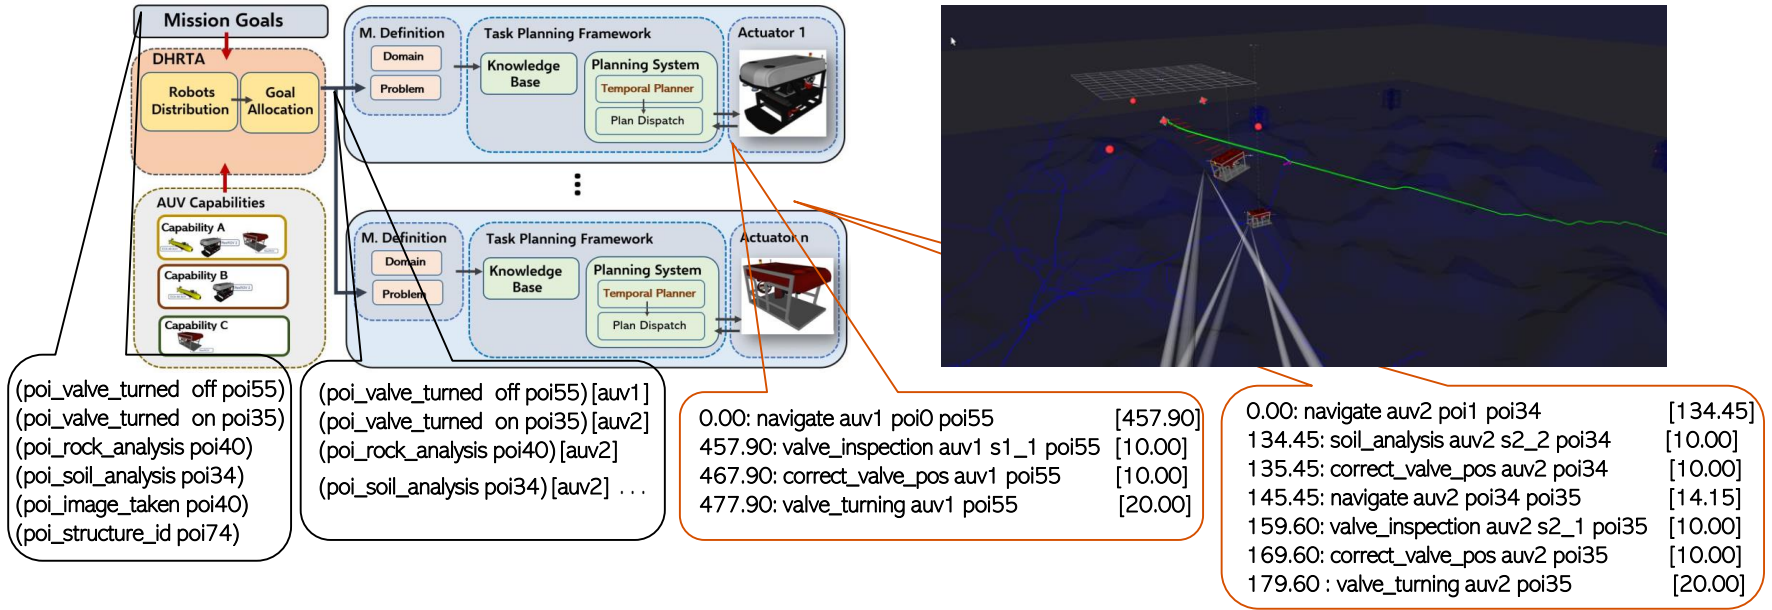 Mission Goals
DHRTA
Robots
Distribution
Goal
Allocation
AUV Capabilities
Capability A
Capability B
Capability C
M. Definition
Domain
Problem
Task Planning Framework
Knowledge
Base
Planning System
Temporal Planner
Plan Dispatch
Actuator 1
M. Definition
Domain
Problem
Task Planning Framework
Knowledge
Base
Planning System
Temporal Planner
Plan Dispatch
Actuator n
(poi_valve_turned off poi55)
(poi_valve_turned on poi35)
(poi_rock_analysis poi40)
(poi_soil_analysis poi34)
(poi_image_taken poi40)
(poi_structure_id poi74)
(poi_valve_turned off poi55) [auv1]
(poi_valve_turned on poi35) [auv2]
(poi_rock_analysis poi40) [auv2]
(poi_soil_analysis poi34) [auv2] ...
0.00: navigate auv1 poi0 poi55 [457.90]
457.90: valve_inspection auv1 s1_1 poi55 [10.00]
467.90: correct_valve_pos auv1 poi55 [10.00]
477.90: valve_turning auv1 poi55 [20.00]
0.00: navigate auv2 poi1 poi34 [134.45]
134.45: soil_analysis auv2 s2_2 poi34 [10.00]
135.45: correct_valve_pos auv2 poi34 [10.00]
145.45: navigate auv2 poi34 poi35 [14.15]
159.60: valve_inspection auv2 s2_1 poi35 [10.00]
169.60: correct_valve_pos auv2 poi35 [10.00]
179.60 : valve_turning auv2 poi35 [20.00]